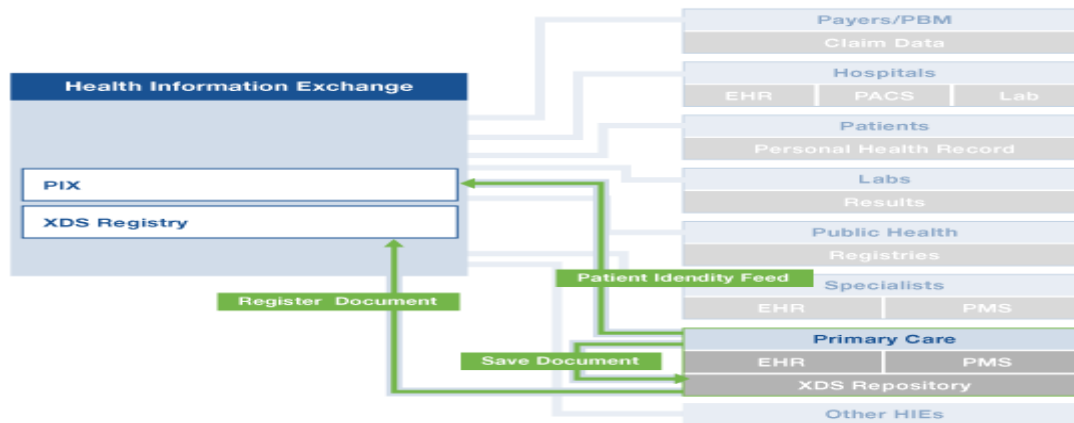 Health Information Exchange
PIX
XDS Registry
Register Document
Patient Idendity Feed
Save Document
Payers/PBM
Claim Data
Hospitals
EHR PACS Lab
Patients
Personal Health Record
Labs
Results
Public Health
Registries
Specialists
EHR PMS
Primary Care
EHR PMS
XDS Repository
Other HIEs